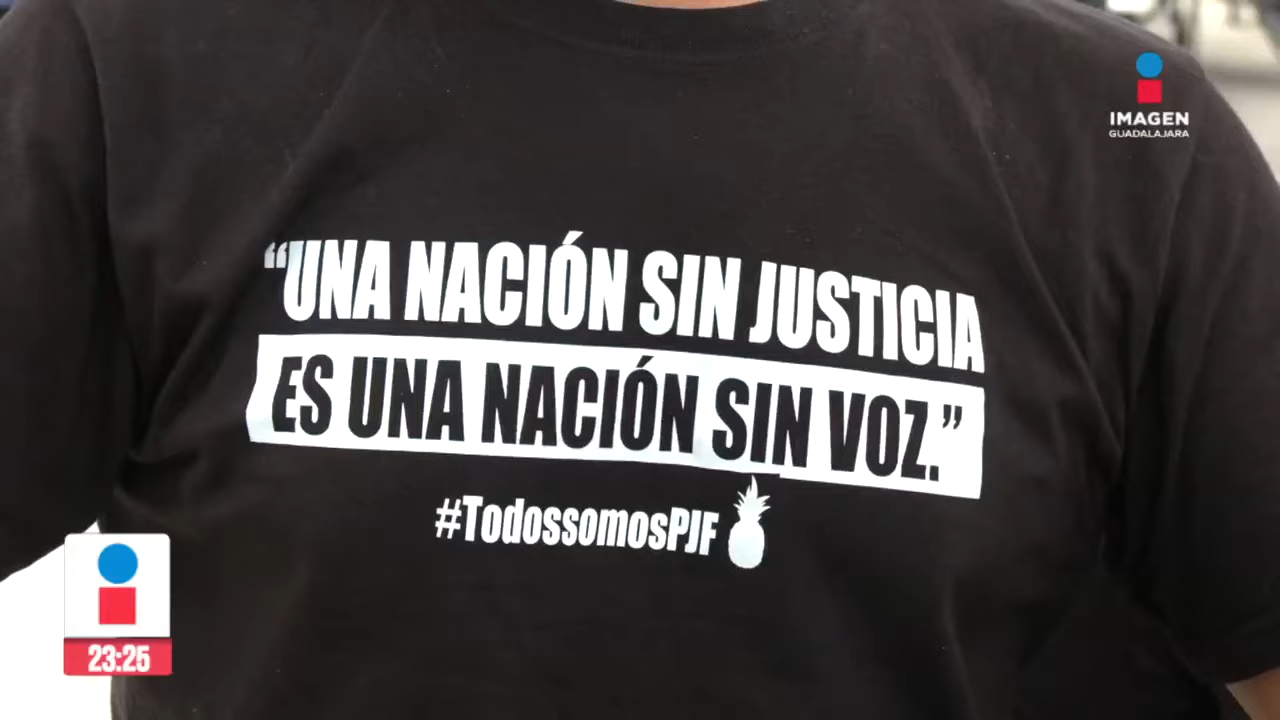 IMAGEN
GUADALAJARA
“UNA NACIÓN SIN JUSTICIA
ES UNA NACIÓN SIN VOZ.”
#TodossomosPJF
23:25